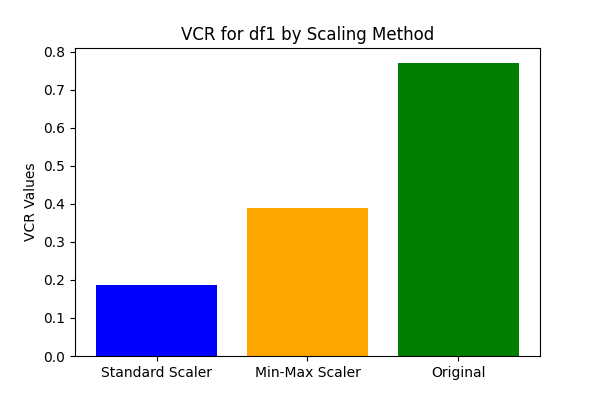 VCR for df1 by Scaling Method
VCR Values
0.8
0.7
0.6
0.5
0.4
0.3
0.2
0.1
0.0
Standard Scaler
Min-Max Scaler
Original